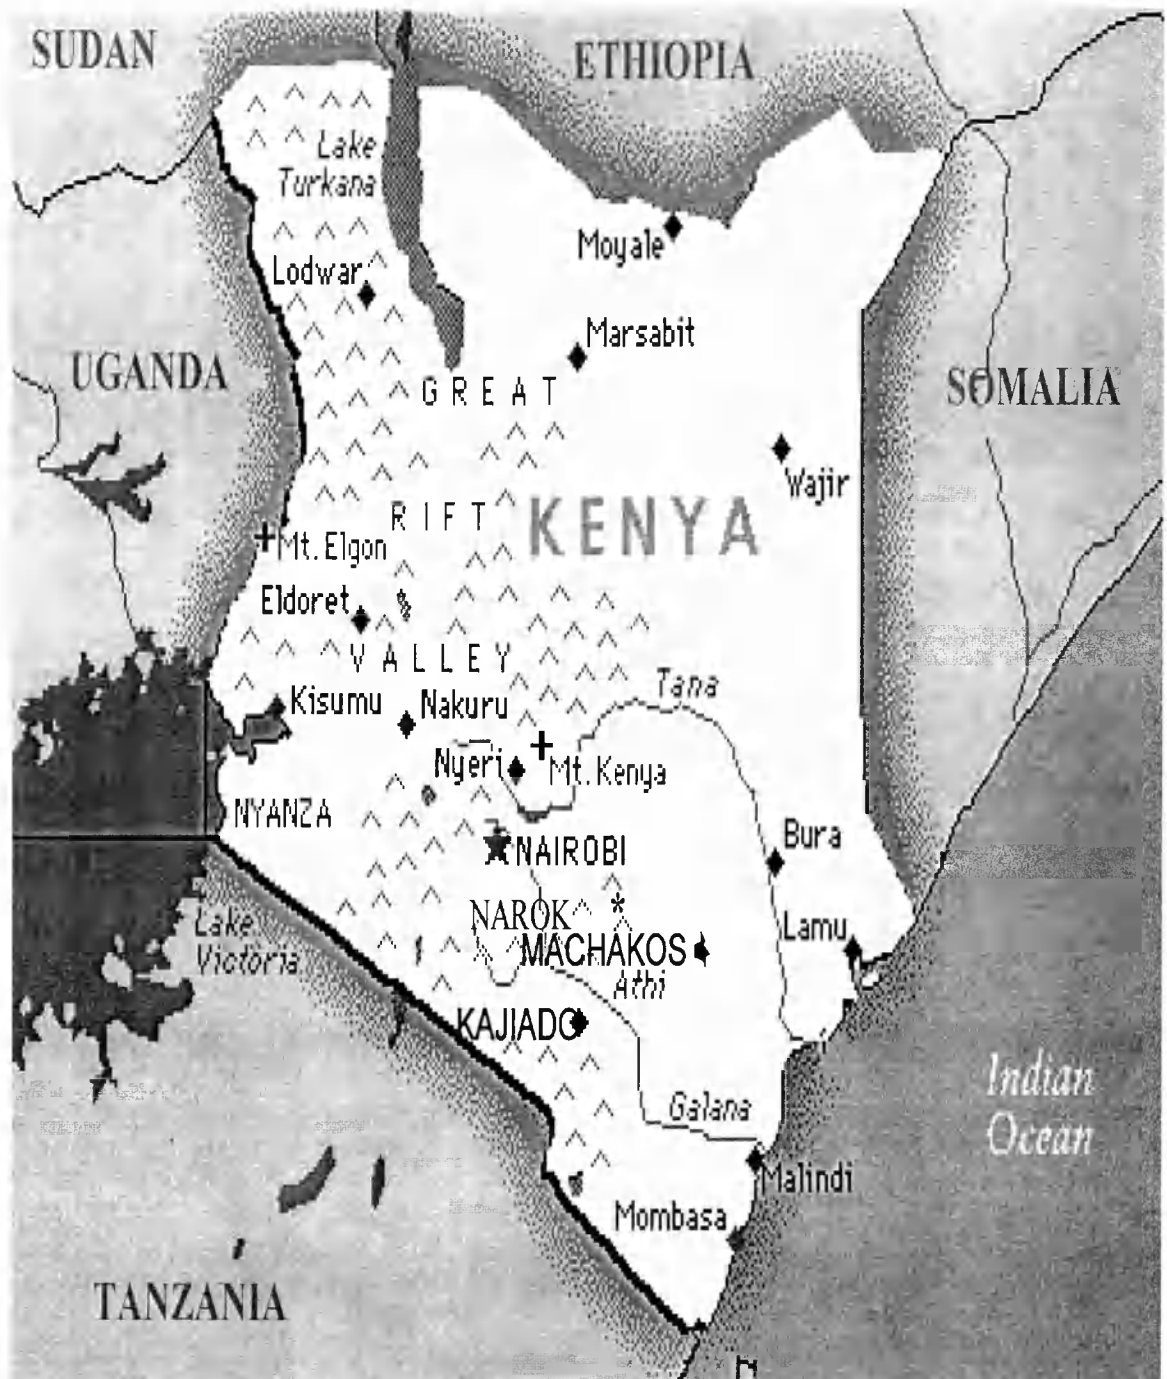 SUDAN
ETHIOPIA
Lake
Turkana
Moyale
Lodwar
Marsabit
UGANDA
GREAT
SOMALIA
Wajir
RIFT
KENYA
Mt. Elgon
Eldoret
VALLEY
Tana
Kisumu
Nakuru
Nyeri
Mt. Kenya
NYANZA
Bura
NAIROBI
NAROK
*
Lake
Victoria
Lamu
MACHAKOS
Athi
KAJIADO
Indian
Ocean
Galana
Malindi
Mombasa
TANZANIA